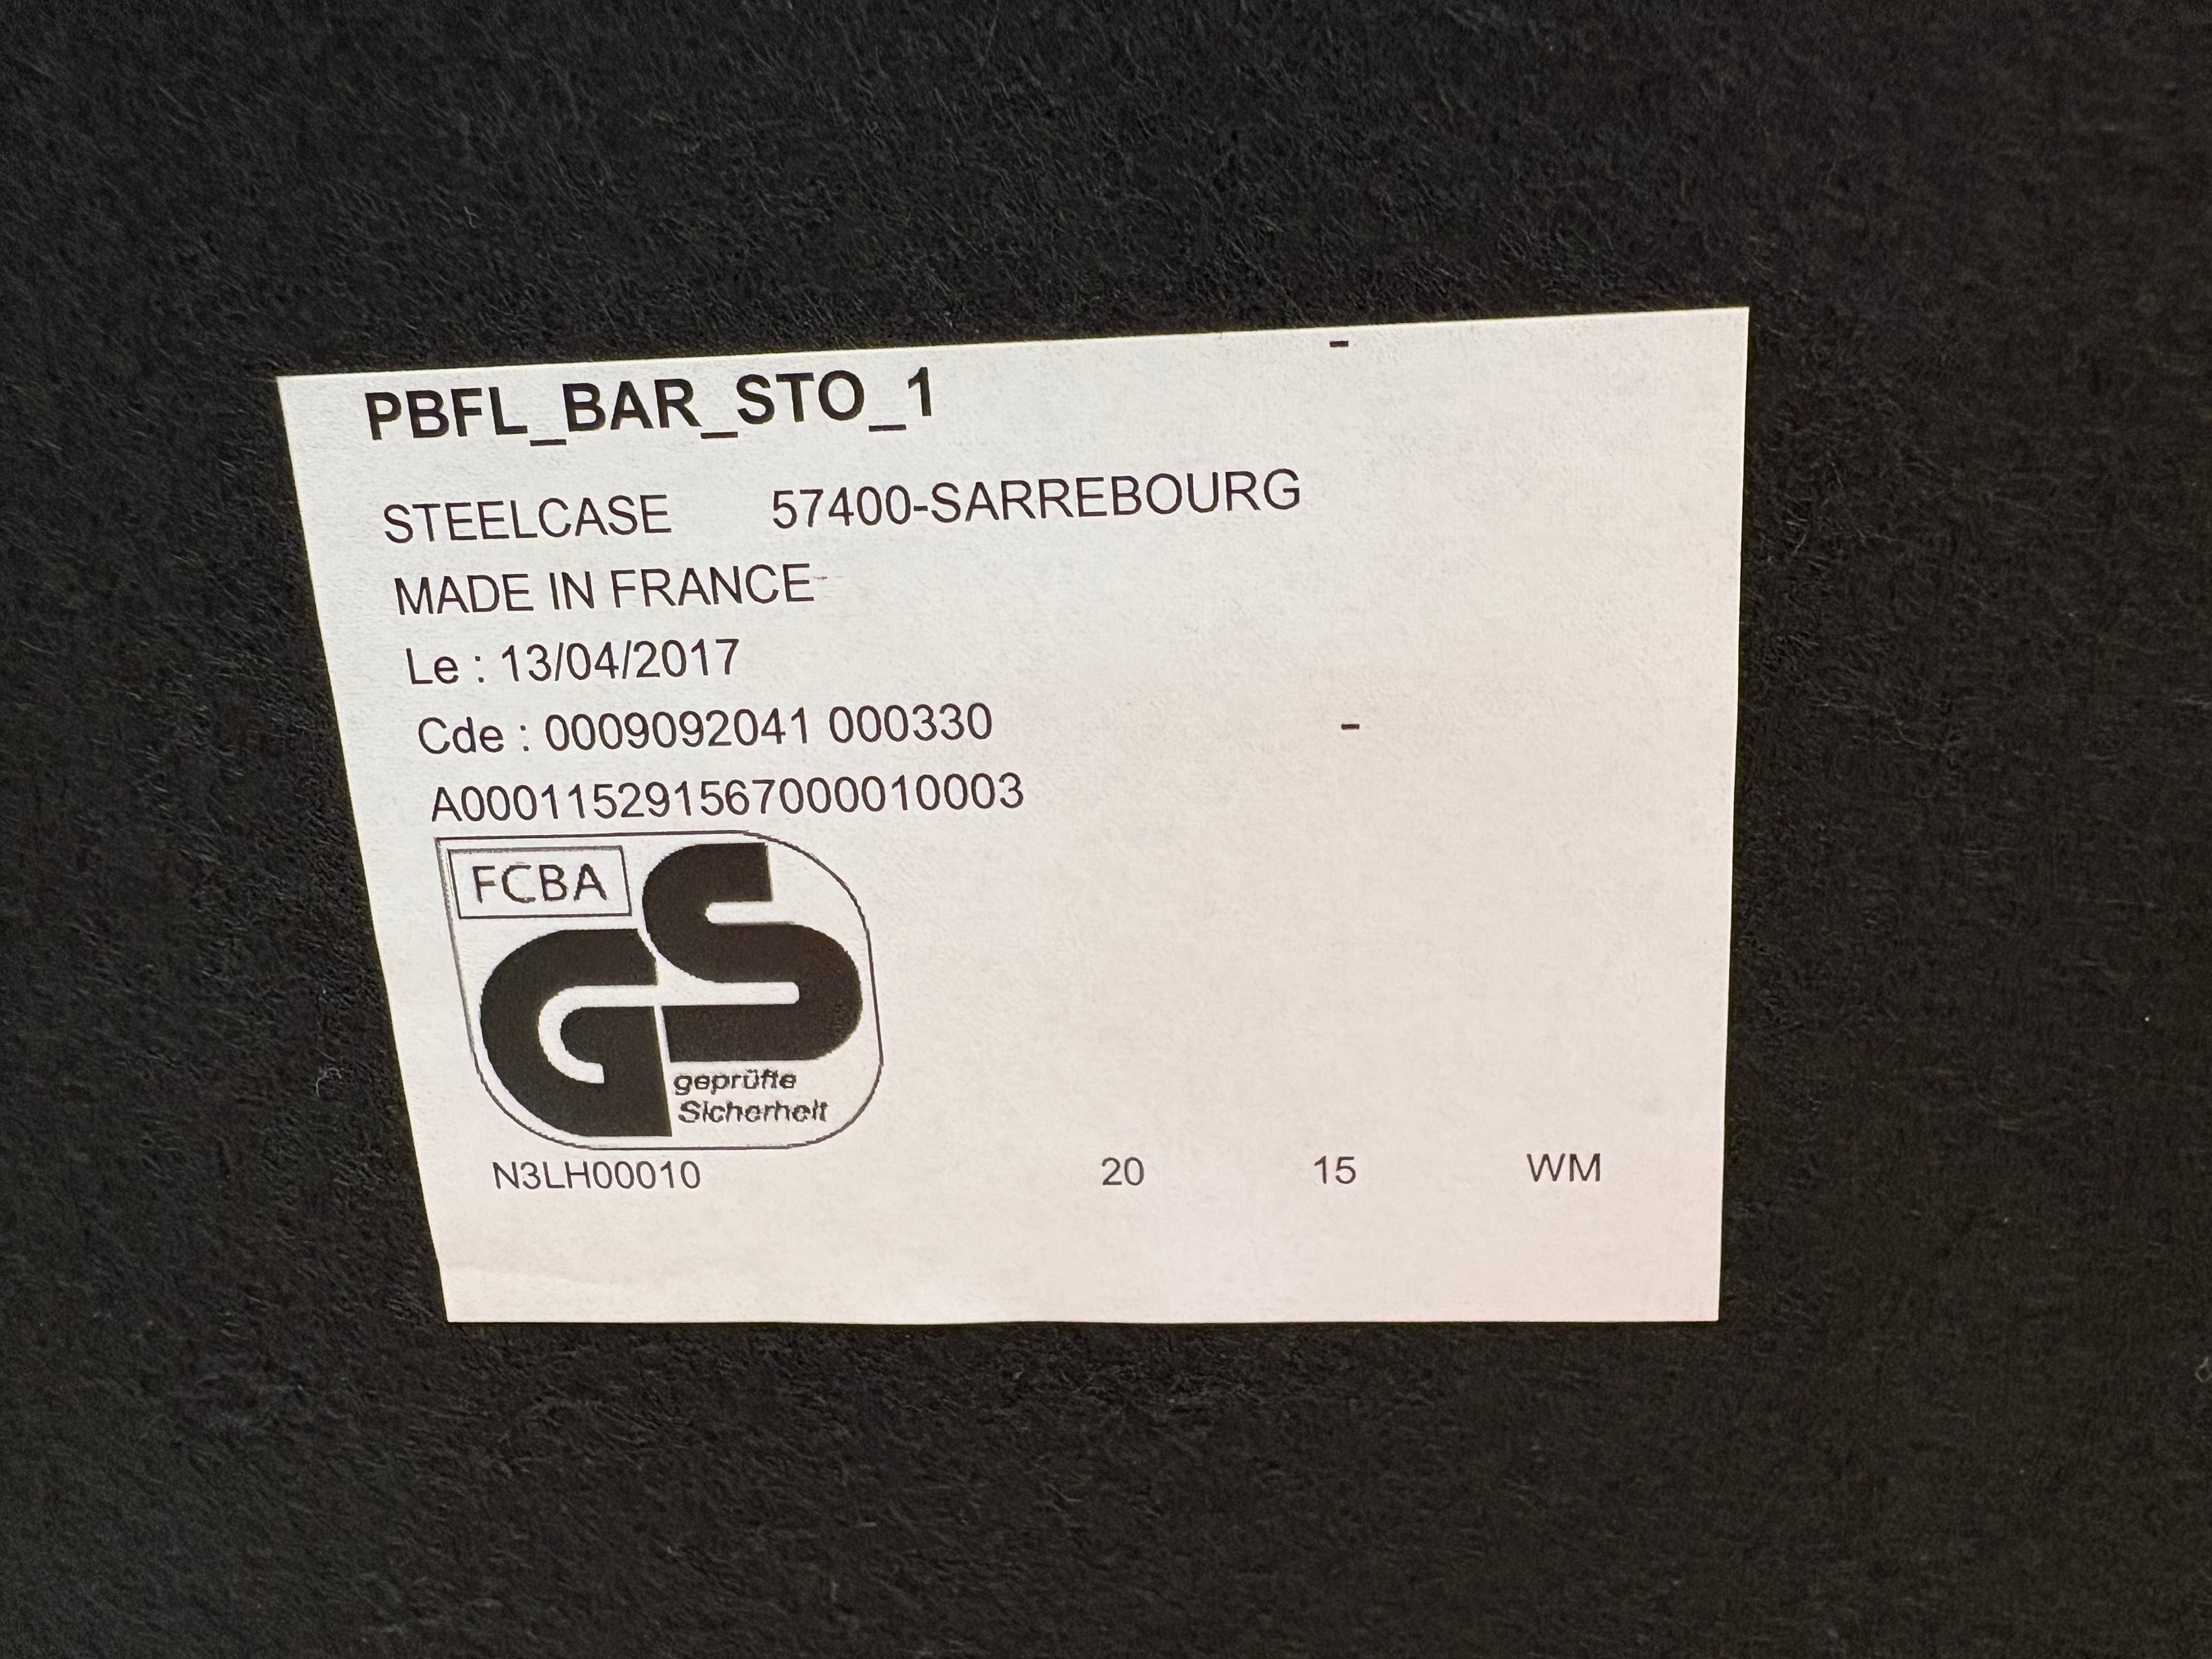 PBFL_BAR_STO_1
-
STEELCASE 57400-SARREBOURG
MADE IN FRANCE
Le : 13/04/2017
Cde : 0009092041 000330
-
A000115291567000010003
FCBA
GS
geprüfte
Sicherheit
N3LH00010 20 15 WM